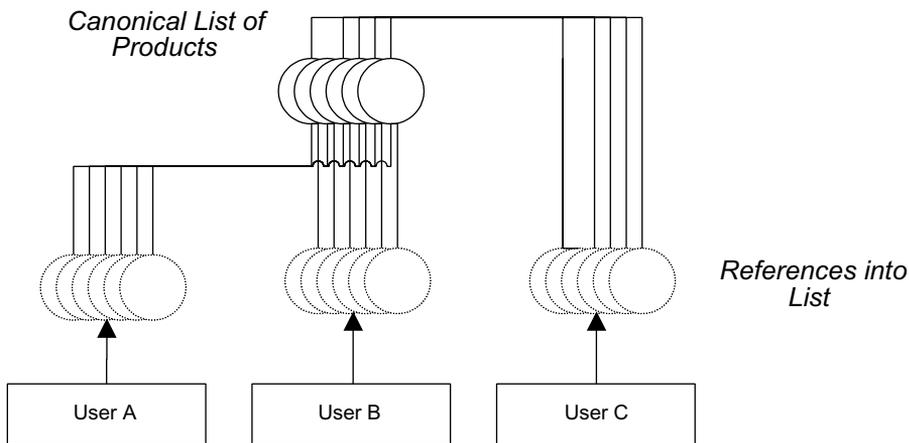 Canonical List of
Products
References into
List
User A
User B
User C